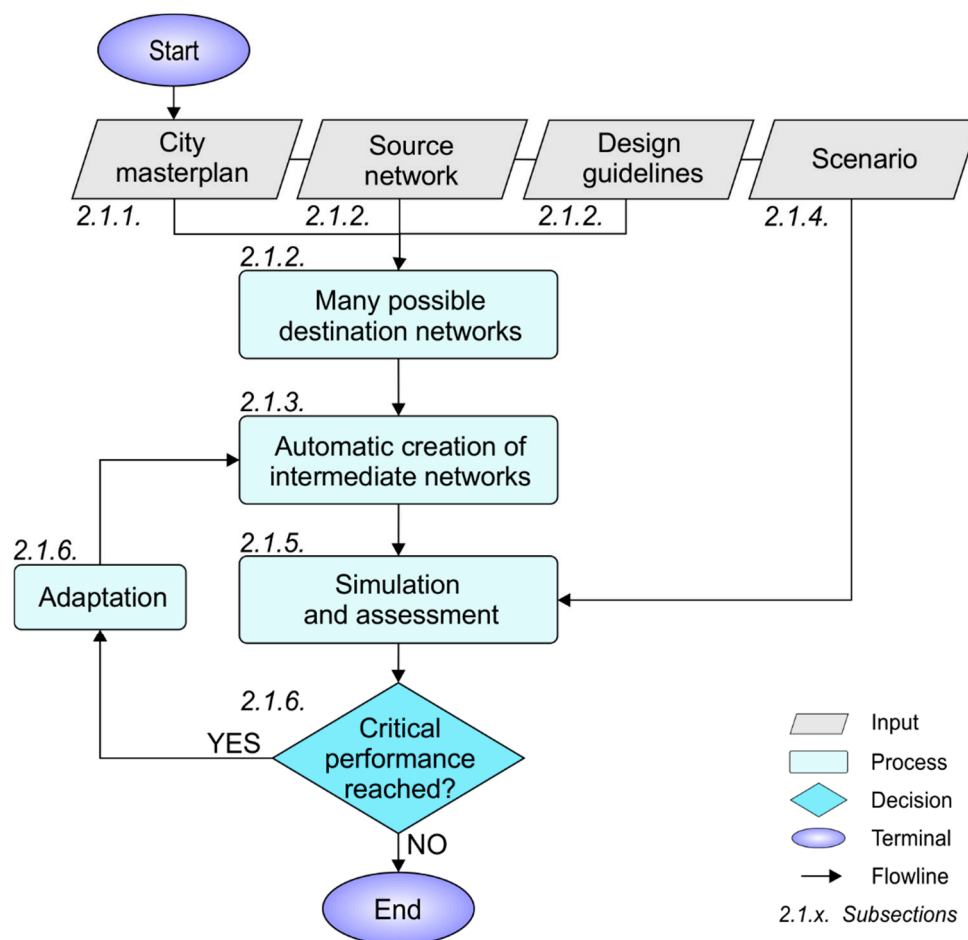 Start
City
masterplan
Source
network
Design
guidelines
Scenario
2.1.1.
2.1.2.
2.1.2.
2.1.4.
2.1.2.
Many possible
destination networks
2.1.3.
Automatic creation of
intermediate networks
2.1.6.
Adaptation
2.1.5.
Simulation
and assessment
2.1.6.
Critical
performance
reached?
YES
NO
End
Input
Process
Decision
Terminal
Flowline
2.1.x. Subsections